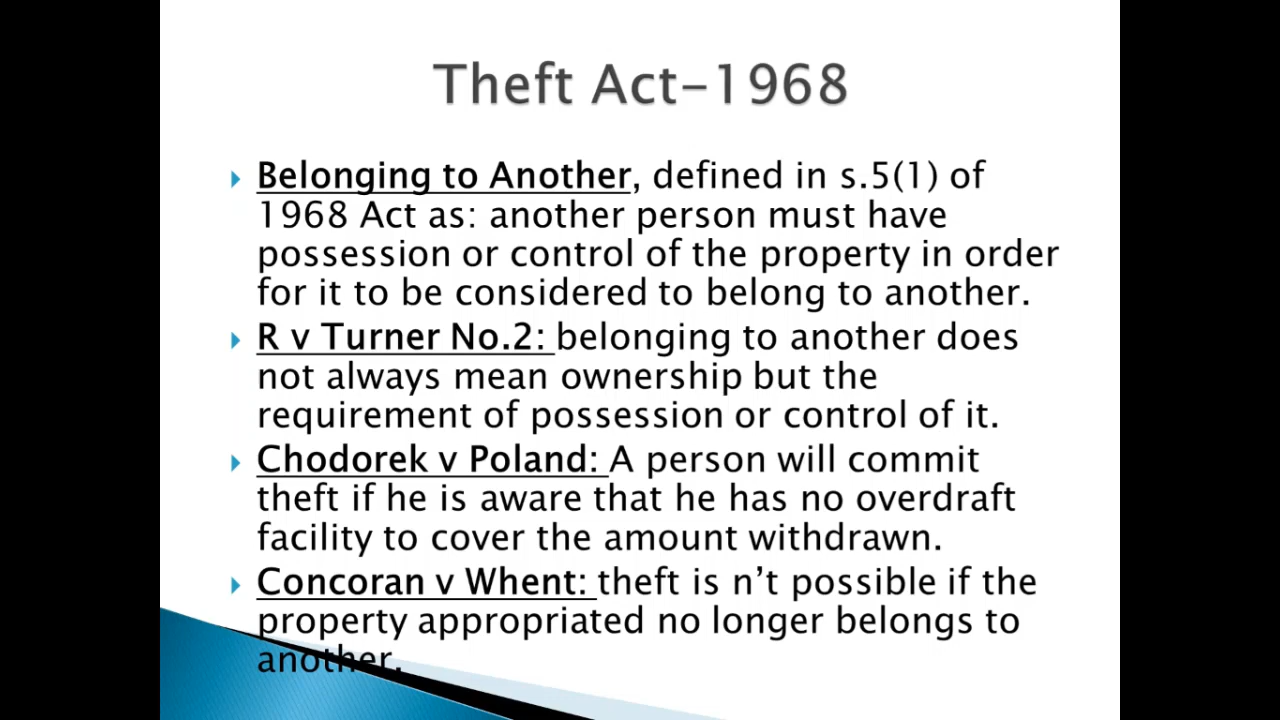 Theft Act-1968
Belonging to Another, defined in s.5(1) of
1968 Act as: another person must have
possession or control of the property in order
for it to be considered to belong to another.
R v Turner No.2: belonging to another does
not always mean ownership but the
requirement of possession or control of it.
Chodorek v Poland: A person will commit
theft if he is aware that he has no overdraft
facility to cover the amount withdrawn.
Concoran v Whent: theft is n’t possible if the
property appropriated no longer belongs to
another.